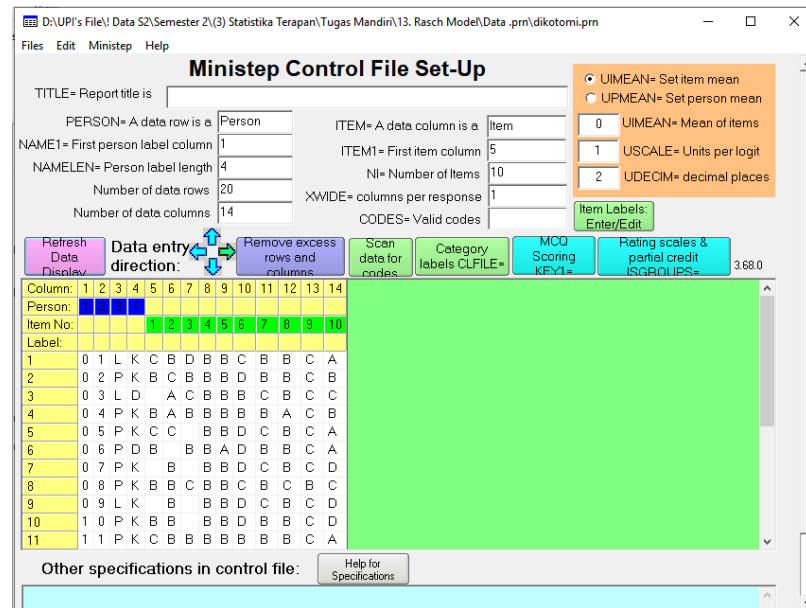 D:\UPI's File\! Data S2\Semester 2\(3) Statistika Terapan\Tugas Mandiri\13. Rasch Model\Data .prn\dikotomi.prn
Files Edit Ministep Help
Ministep Control File Set-Up
TITLE= Report title is
PERSON= A data row is a Person
NAME1= First person label column 1
NAMELEN= Person label length 4
Number of data rows 20
Number of data columns 14
ITEM= A data column is a Item
ITEM1= First item column 5
NI= Number of Items 10
XWIDE= columns per response 1
CODES= Valid codes
UIMEAN= Set item mean
UPMEAN= Set person mean
0 UIMEAN= Mean of items
1 USCALE= Units per logit
2 UDECIM= decimal places
Item Labels:
Enter/Edit
Refresh
Data
Display
Data entry
direction:
Remove excess
rows and
columns
Scan
data for
codes
Category
labels CLFILE=
MCQ
Scoring
KEY1=
Rating scales &
partial credit
ISGROUPS=
3.68.0
Column: 1 2 3 4 5 6 7 8 9 10 11 12 13 14
Person: 1 2 3 4
Item No: 1 2 3 4 5 6 7 8 9 10
Label:
1 0 1 L K C B D B B C B B C A
2 0 2 P K B C B B B D B B C B
3 0 3 L D A C B B B C B C C
4 0 4 P K B A B B B B B A C B
5 0 5 P K C C B B D C B C A
6 0 6 P D B B B A D B B C A
7 0 7 P K B B B D C B C D
8 0 8 P K B B C B B C B C B C
9 0 9 L K B B B D C B C D
10 1 0 P K B B B B D B B C D
11 1 1 P K C B B B B B B C C A
Other specifications in control file:
Help for
Specifications